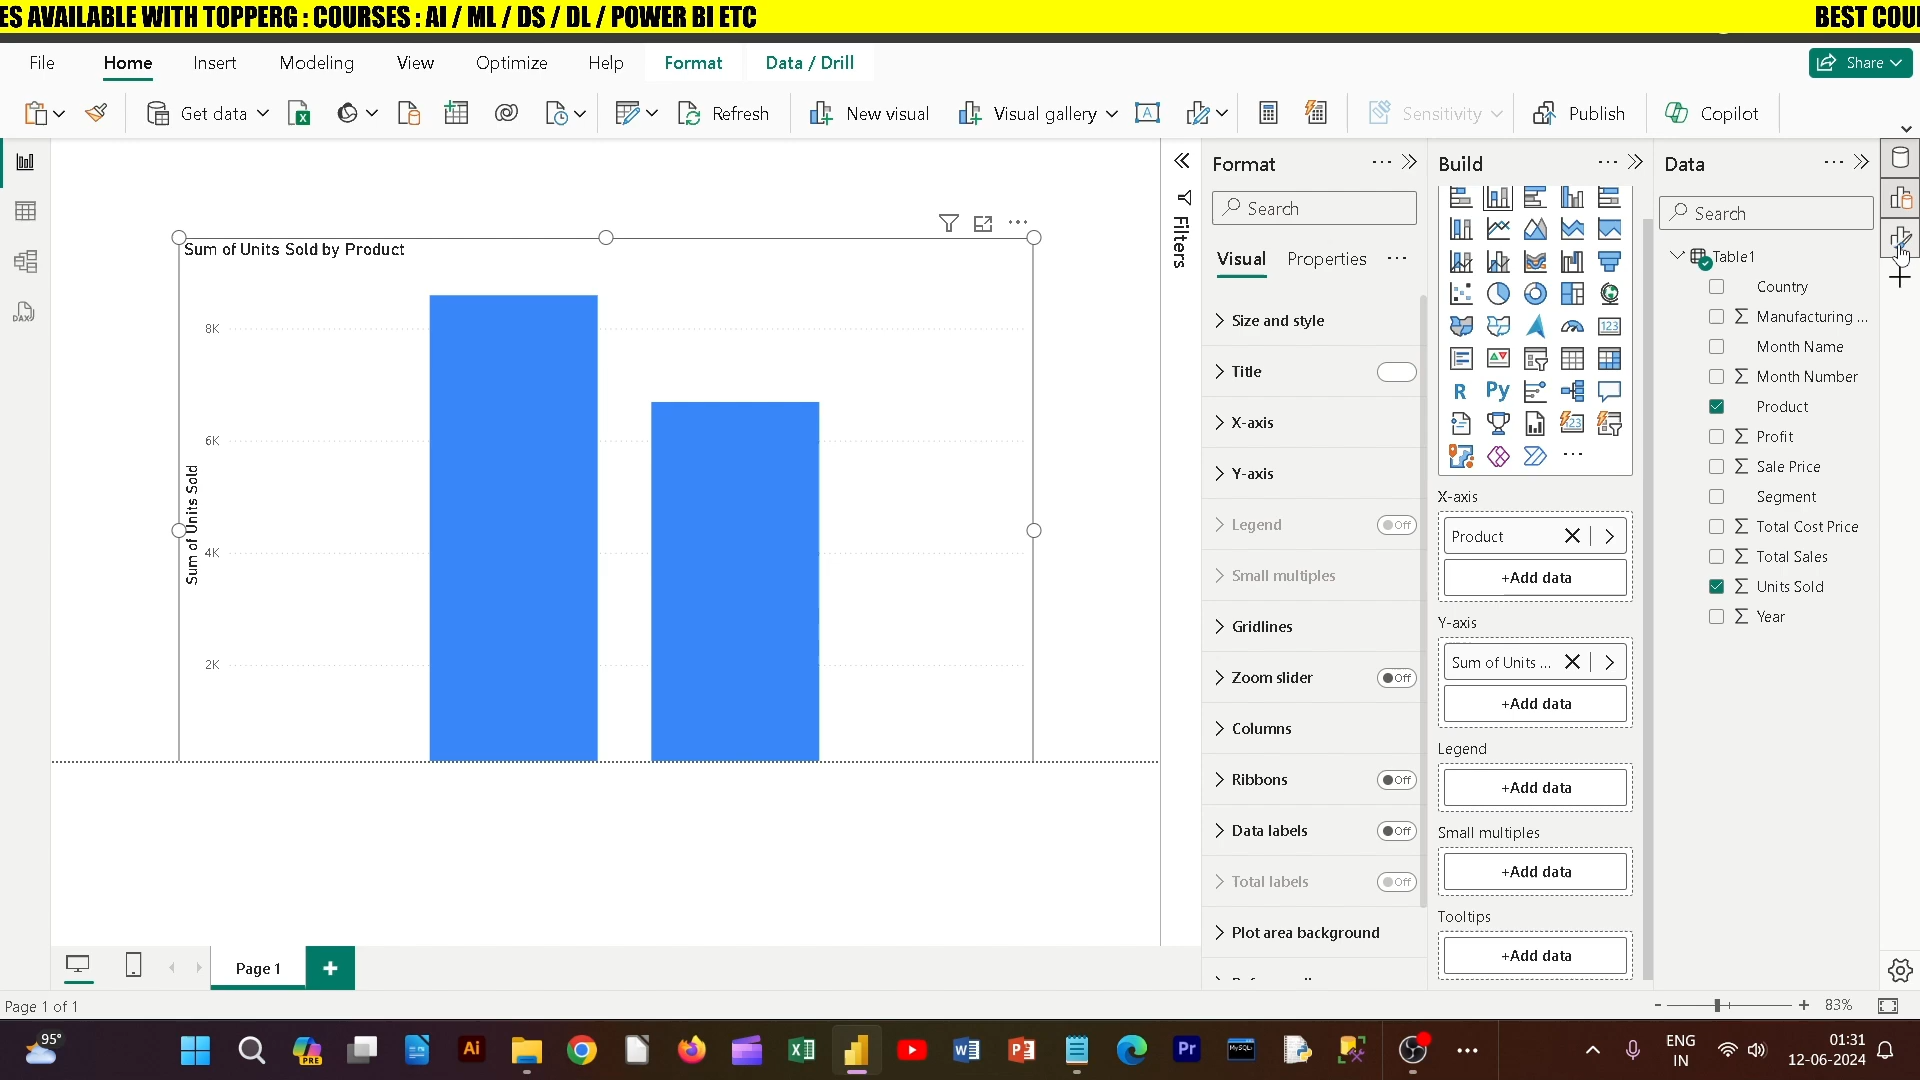 ES AVAILABLE WITH TOPPERG : COURSES : AI / ML / DS / DL / POWER BI ETC
BEST COU
File
Home
Insert
Modeling
View
Optimize
Help
Format
Data / Drill
Share
Get data
Refresh
New visual
Visual gallery
A
Sensitivity
Publish
Copilot
DAX
Sum of Units Sold by Product
8K
6K
4K
2K
Sum of Units Sold
Filters
Format
Search
Visual
Properties
Size and style
Title
X-axis
Y-axis
Legend
Off
Small multiples
Gridlines
Zoom slider
Off
Columns
Ribbons
Off
Data labels
Off
Total labels
Off
Plot area background
Build
123
R
Py
123
X-axis
Product
+Add data
Y-axis
Sum of Units ...
+Add data
Legend
+Add data
Small multiples
+Add data
Tooltips
+Add data
Data
Search
Table1
Country
Manufacturing ...
Month Name
Month Number
Product
Profit
Sale Price
Segment
Total Cost Price
Total Sales
Units Sold
Year
Page 1
Page 1 of 1
83%
95°
PRE
Ai
Pr
MySQL
ENG
IN
01:31
12-06-2024